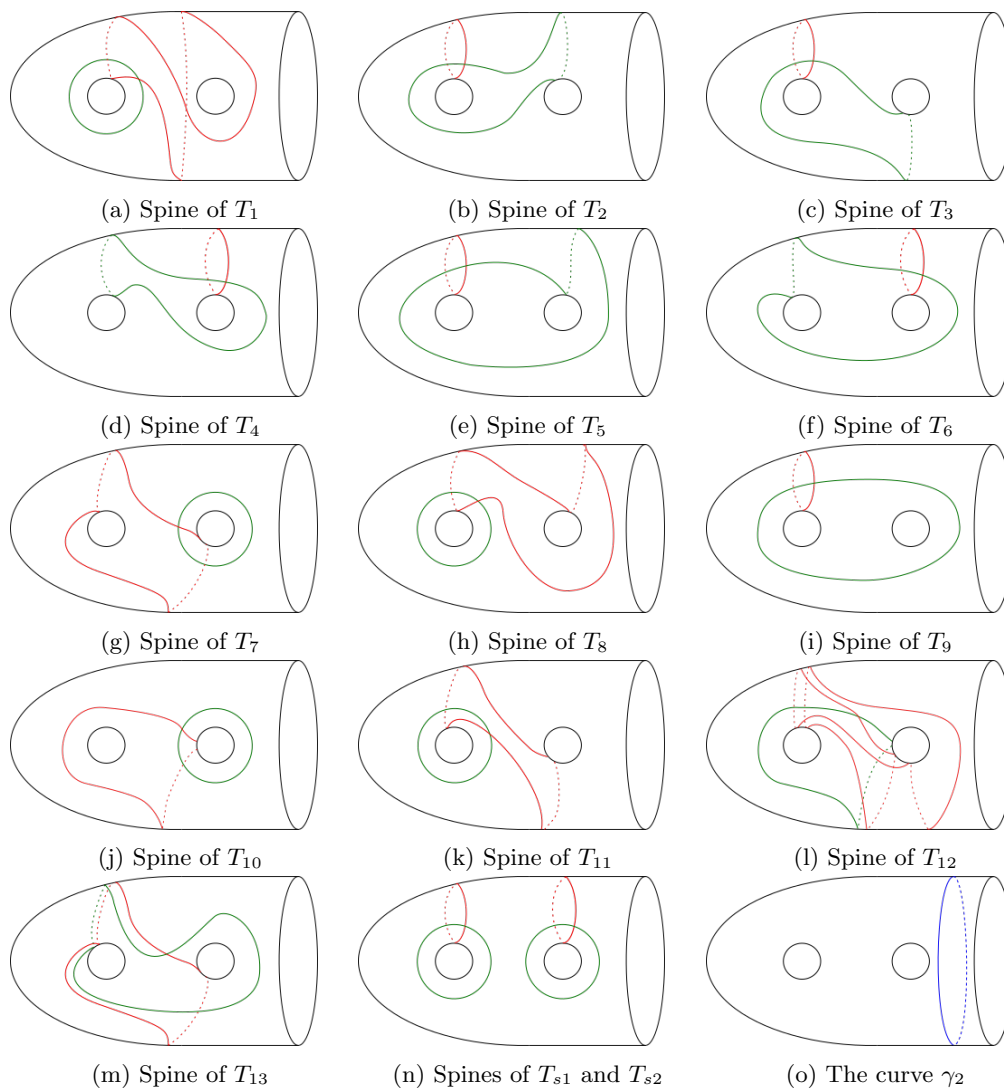 (a) Spine of T₁ (b) Spine of T₂ (c) Spine of T₃
(d) Spine of T₄ (e) Spine of T₅ (f) Spine of T₆
(g) Spine of T₇ (h) Spine of T₈ (i) Spine of T₉
(j) Spine of T₁₀ (k) Spine of T₁₁ (l) Spine of T₁₂
(m) Spine of T₁₃ (n) Spines of Tₛ₁ and Tₛ₂ (o) The curve γ₂